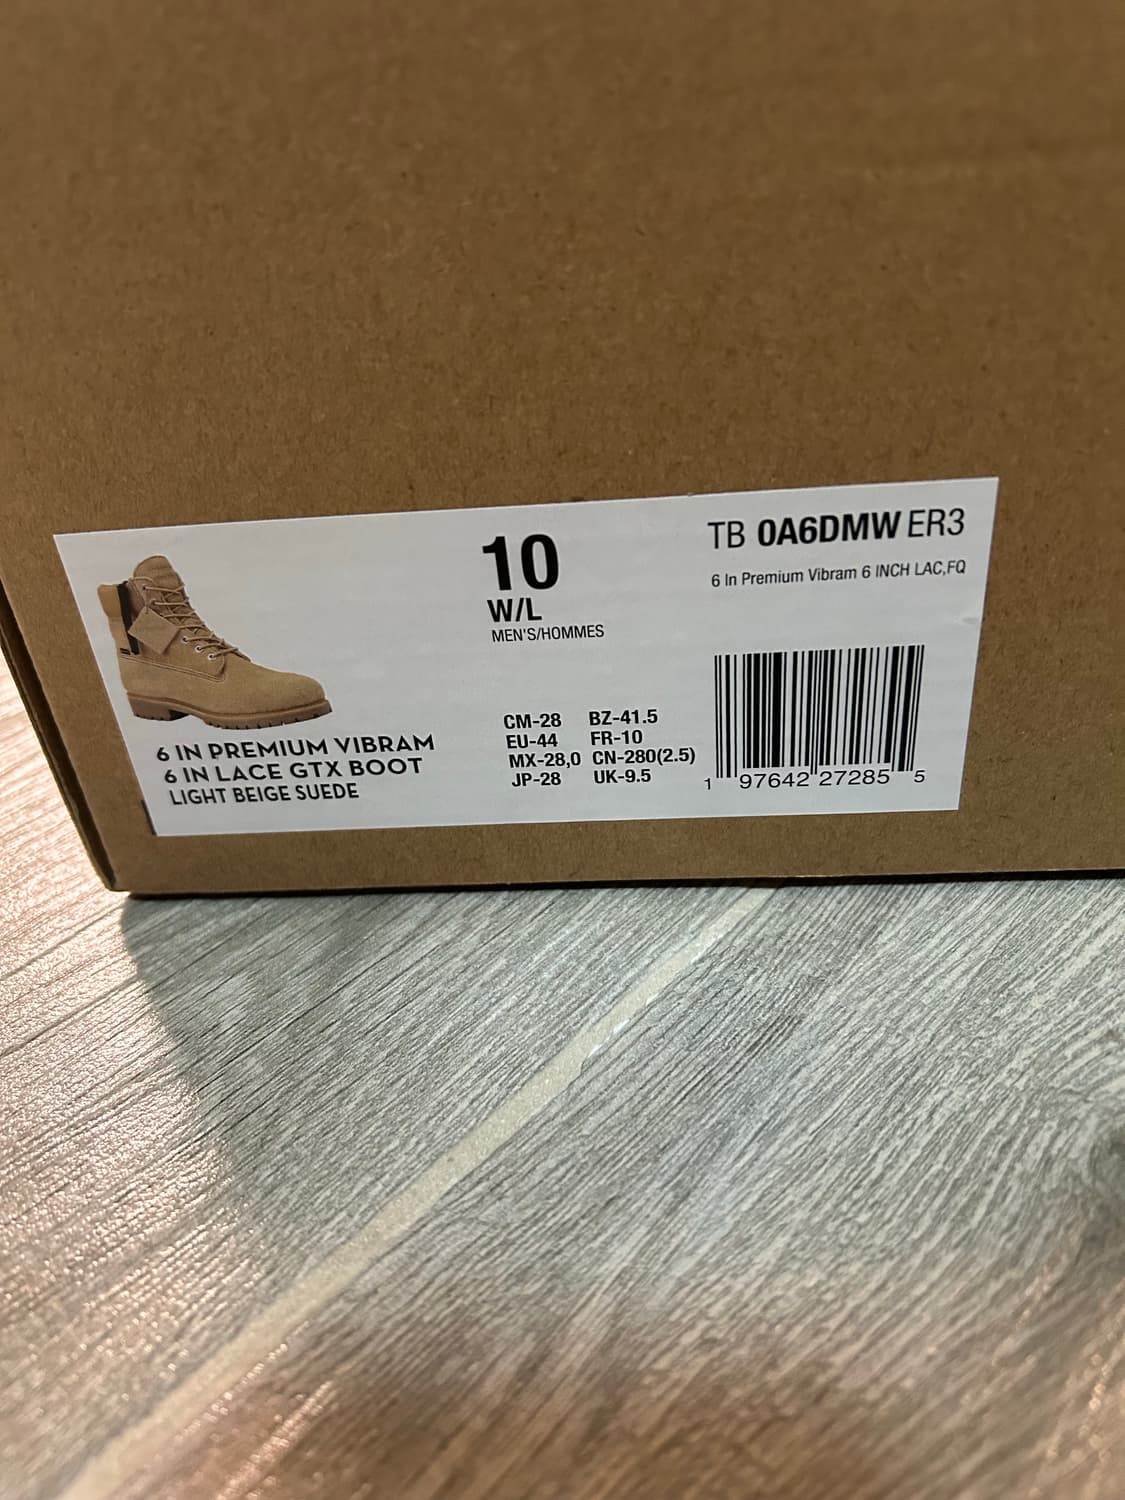 10
W/L
MEN'S/HOMMES
TB 0A6DMW ER3
6 In Premium Vibram 6 INCH LAC,FQ
6 IN PREMIUM VIBRAM
6 IN LACE GTX BOOT
LIGHT BEIGE SUEDE
CM-28 BZ-41.5
EU-44 FR-10
MX-28,0 CN-280(2.5)
JP-28 UK-9.5
1 97642 27285 5